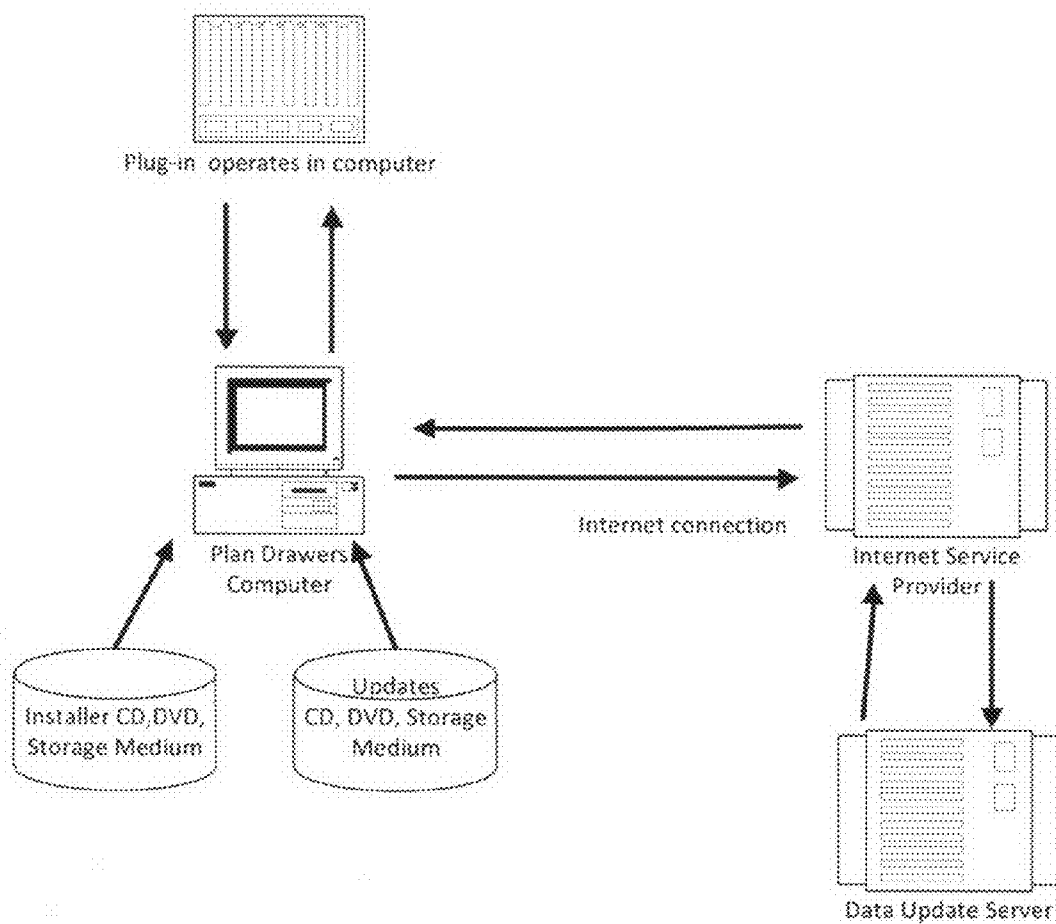 Plug-in operates in computer
Internet connection
Plan Drawers
Computer
Internet Service
Provider
Installer CD,DVD,
Storage Medium
Updates
CD, DVD, Storage
Medium
Data Update Server